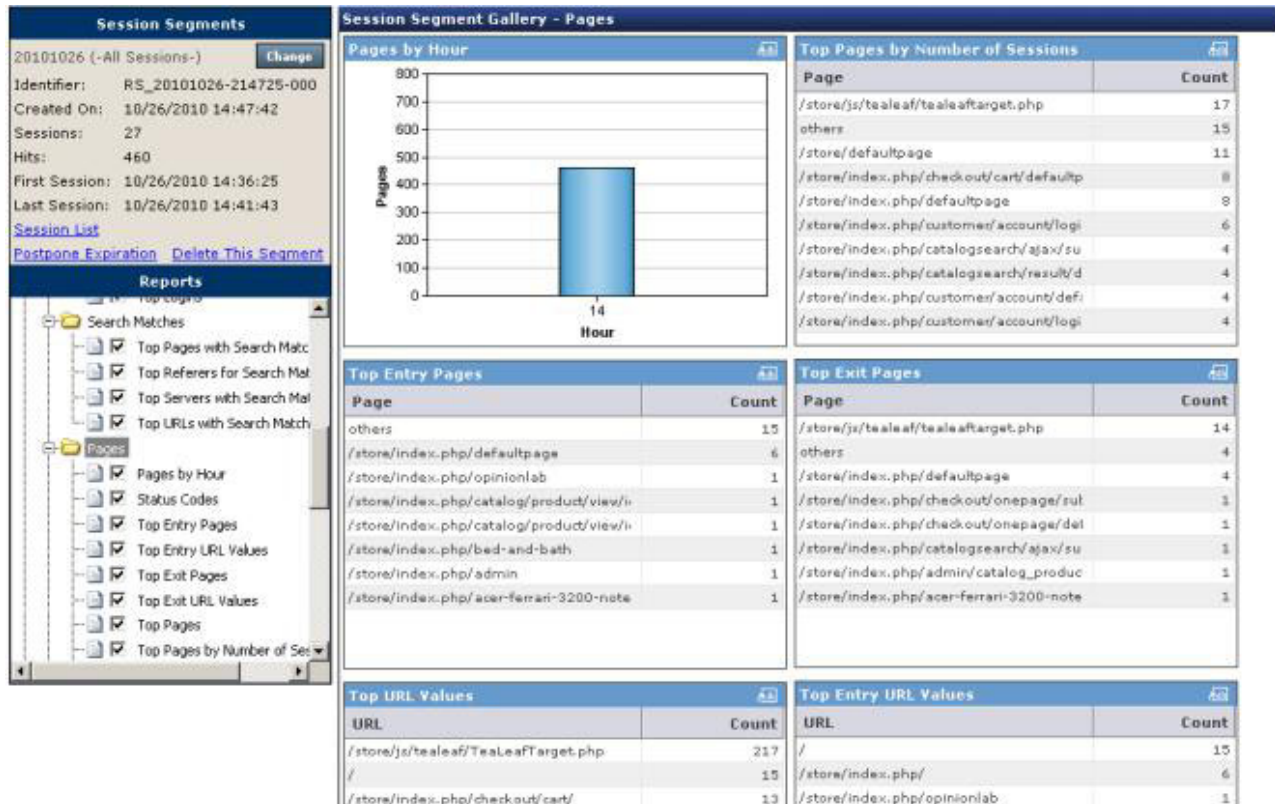 Session Segments
20101026 (-All Sessions-) Change
Identifier: RS_20101026-214725-000
Created On: 10/26/2010 14:47:42
Sessions: 27
Hits: 460
First Session: 10/26/2010 14:36:25
Last Session: 10/26/2010 14:41:43
Session List
Postpone Expiration Delete This Segment
Reports
Top Logins
Search Matches
Top Pages with Search Matc
Top Referers for Search Mat
Top Servers with Search Mat
Top URLs with Search Match
Pages
Pages by Hour
Status Codes
Top Entry Pages
Top Entry URL Values
Top Exit Pages
Top Exit URL Values
Top Pages
Top Pages by Number of Ses
Session Segment Gallery - Pages
Pages by Hour
800
700
600
500
400
300
200
100
0
Pages
14
Hour
Top Pages by Number of Sessions
Page Count
/store/js/tealeaf/tealeaftarget.php 17
others 15
/store/defaultpage 11
/store/index.php/checkout/cart/defaultp 8
/store/index.php/defaultpage 8
/store/index.php/customer/account/logi 6
/store/index.php/catalogsearch/ajax/su 4
/store/index.php/catalogsearch/result/d 4
/store/index.php/customer/account/defa 4
/store/index.php/customer/account/logi 4
Top Entry Pages
Page Count
others 15
/store/index.php/defaultpage 6
/store/index.php/opinionlab 1
/store/index.php/catalog/product/view/i 1
/store/index.php/catalog/product/view/i 1
/store/index.php/bed-and-bath 1
/store/index.php/admin 1
/store/index.php/acer-ferrari-3200-note 1
Top Exit Pages
Page Count
/store/js/tealeaf/tealeaftarget.php 14
others 4
/store/index.php/defaultpage 4
/store/index.php/checkout/onepage/sub 1
/store/index.php/checkout/onepage/def 1
/store/index.php/catalogsearch/ajax/su 1
/store/index.php/admin/catalog_produc 1
/store/index.php/acer-ferrari-3200-note 1
Top URL Values
URL Count
/store/js/tealeaf/TeaLeafTarget.php 217
/ 15
/store/index.php/checkout/cart/ 13
Top Entry URL Values
URL Count
/ 15
/store/index.php/ 6
/store/index.php/opinionlab 1